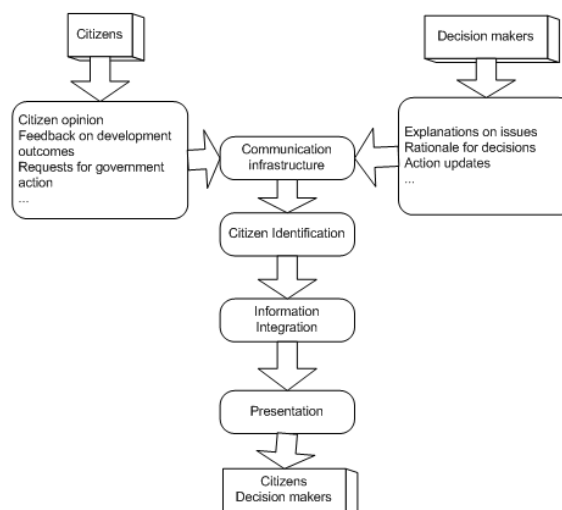 Citizens
Decision makers
Citizen opinion
Feedback on development
outcomes
Requests for government
action
...
Explanations on issues
Rationale for decisions
Action updates
...
Communication
infrastructure
Citizen Identification
Information
Integration
Presentation
Citizens
Decision makers